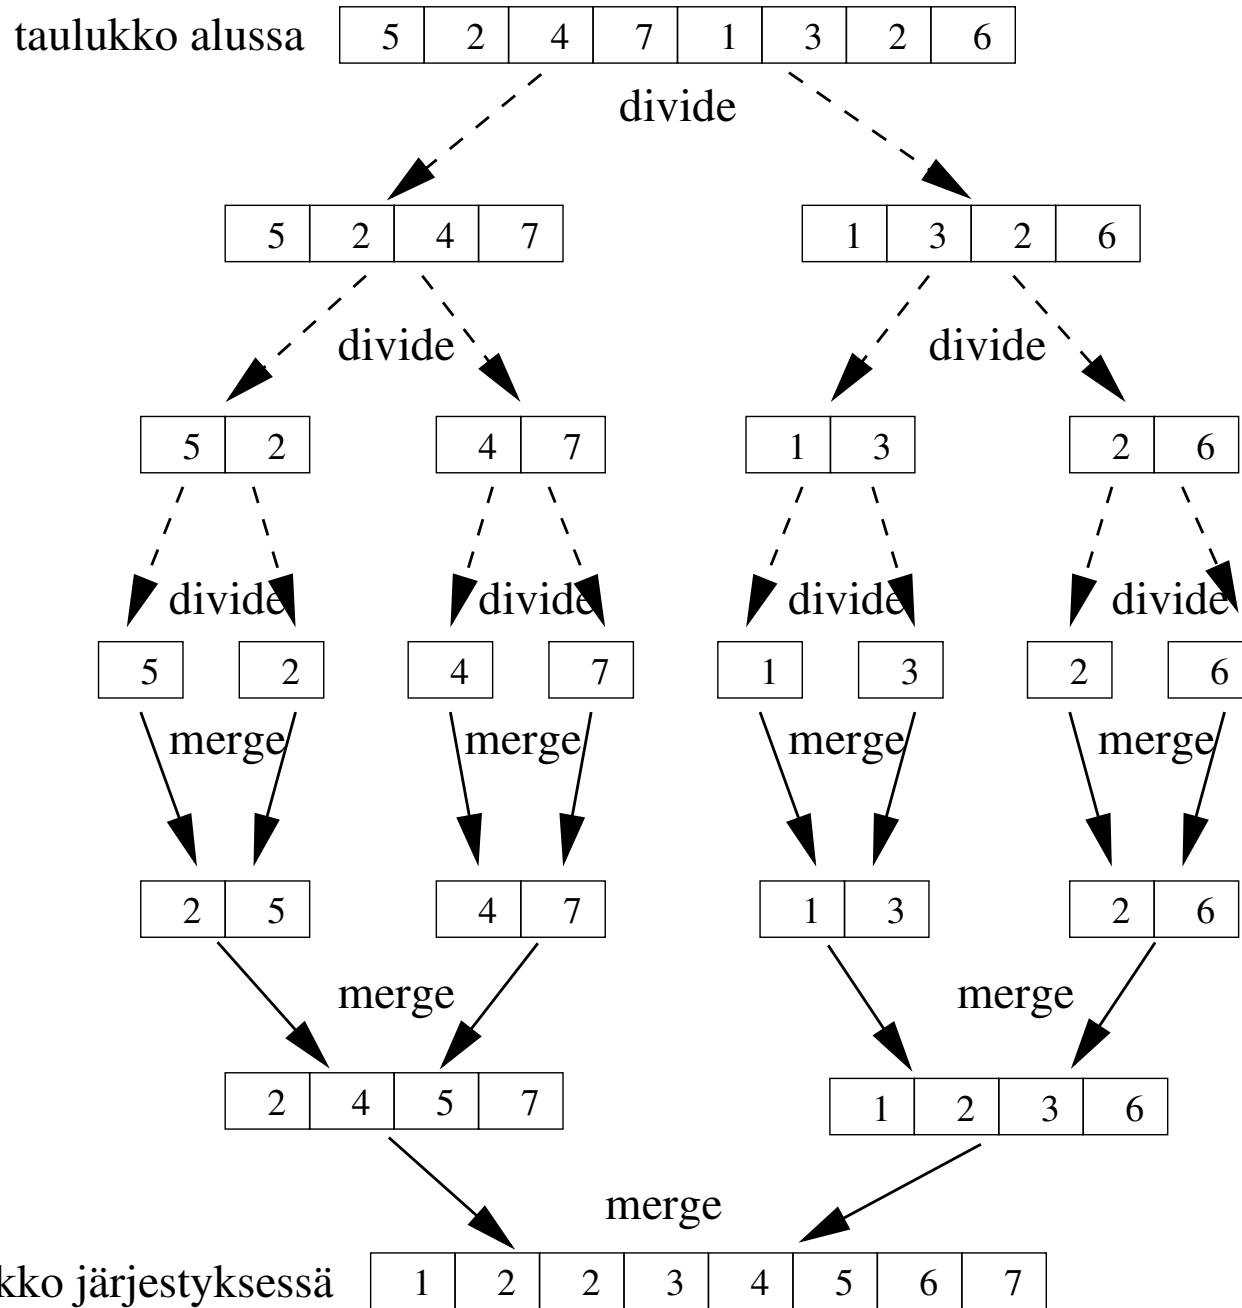 taulukko alussa 5 2 4 7 1 3 2 6
divide
5 2 4 7 1 3 2 6
divide divide
5 2 4 7 1 3 2 6
divide divide divide divide
5 2 4 7 1 3 2 6
merge merge merge merge
2 5 4 7 1 3 2 6
merge merge
2 4 5 7 1 2 3 6
merge
kko järjestyksessä 1 2 2 3 4 5 6 7